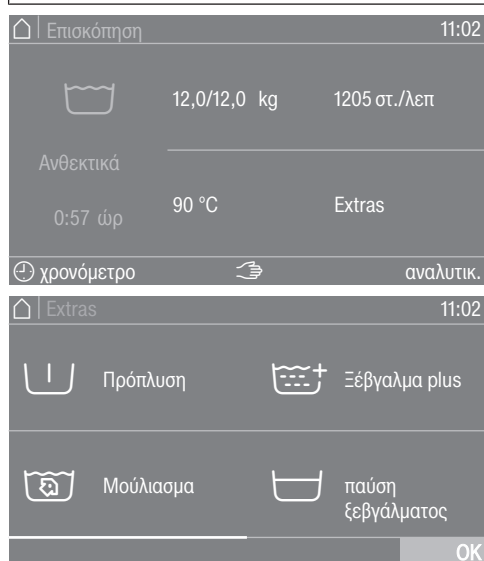 Επισκόπηση 11:02
12,0/12,0 kg 1205 στ./λεπ
Ανθεκτικά
90 °C Extras
0:57 ώρ
χρονόμετρο αναλυτικ.
Extras 11:02
Πρόπλυση Ξέβγαλμα plus
Μούλιασμα παύση
ξεβγάλματος
OK